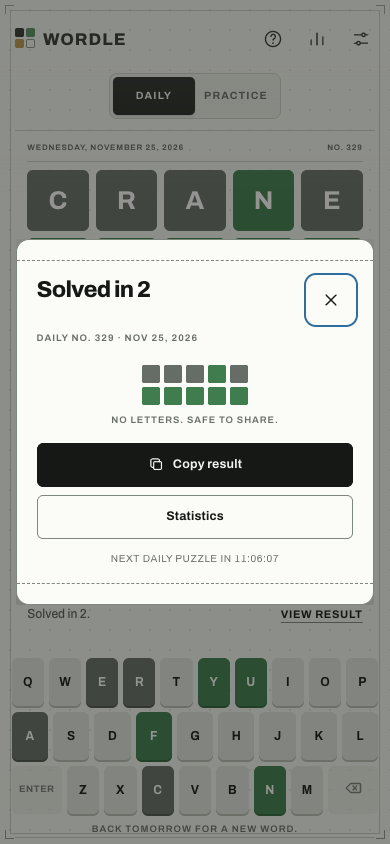 WORDLE
DAILY PRACTICE
WEDNESDAY, NOVEMBER 25, 2026 NO. 329
C R A N E
Solved in 2
DAILY NO. 329 · NOV 25, 2026
NO LETTERS. SAFE TO SHARE.
Copy result
Statistics
NEXT DAILY PUZZLE IN 11:06:07
Solved in 2. VIEW RESULT
Q W E R T Y U I O P
A S D F G H J K L
ENTER Z X C V B N M
BACK TOMORROW FOR A NEW WORD.